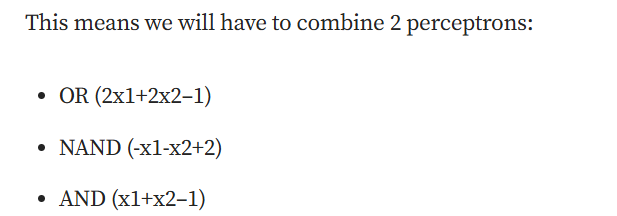 This means we will have to combine 2 perceptrons:
• OR (2x1+2x2–1)
• NAND (-x1-x2+2)
• AND (x1+x2–1)